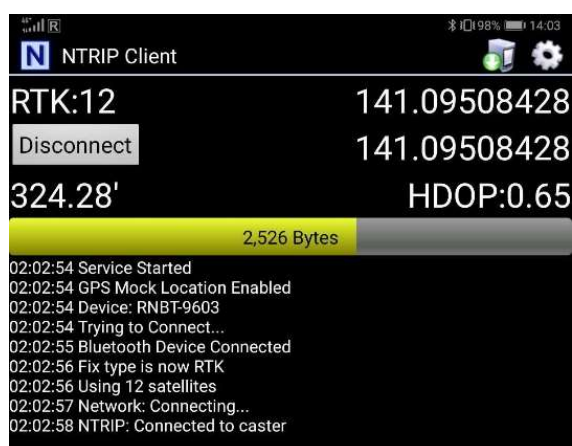 4G R 98% 14:03
N NTRIP Client
RTK:12 141.09508428
Disconnect 141.09508428
324.28' HDOP:0.65
2,526 Bytes
02:02:54 Service Started
02:02:54 GPS Mock Location Enabled
02:02:54 Device: RNBT-9603
02:02:54 Trying to Connect...
02:02:55 Bluetooth Device Connected
02:02:56 Fix type is now RTK
02:02:56 Using 12 satellites
02:02:57 Network: Connecting...
02:02:58 NTRIP: Connected to caster